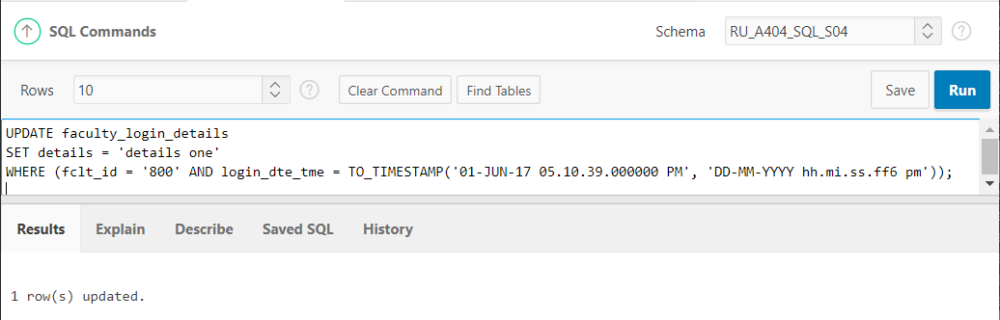 SQL Commands
Schema
RU_A404_SQL_S04
?
Rows
10
?
Clear Command
Find Tables
Save
Run
UPDATE faculty_login_details
SET details = 'details one'
WHERE (fclt_id = '800' AND login_dte_tme = TO_TIMESTAMP('01-JUN-17 05.10.39.000000 PM', 'DD-MM-YYYY hh.mi.ss.ff6 pm'));
Results
Explain
Describe
Saved SQL
History
1 row(s) updated.